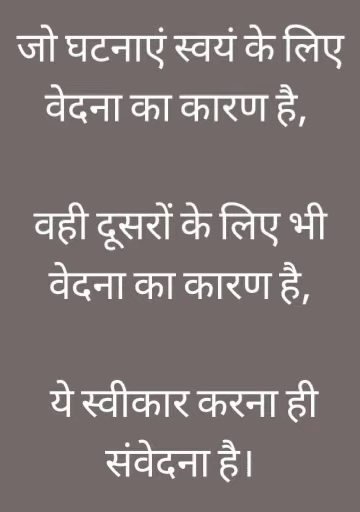 जो घटनाएं स्वयं के लिए
वेदना का कारण है,
वही दूसरों के लिए भी
वेदना का कारण है,
ये स्वीकार करना ही
संवेदना है।